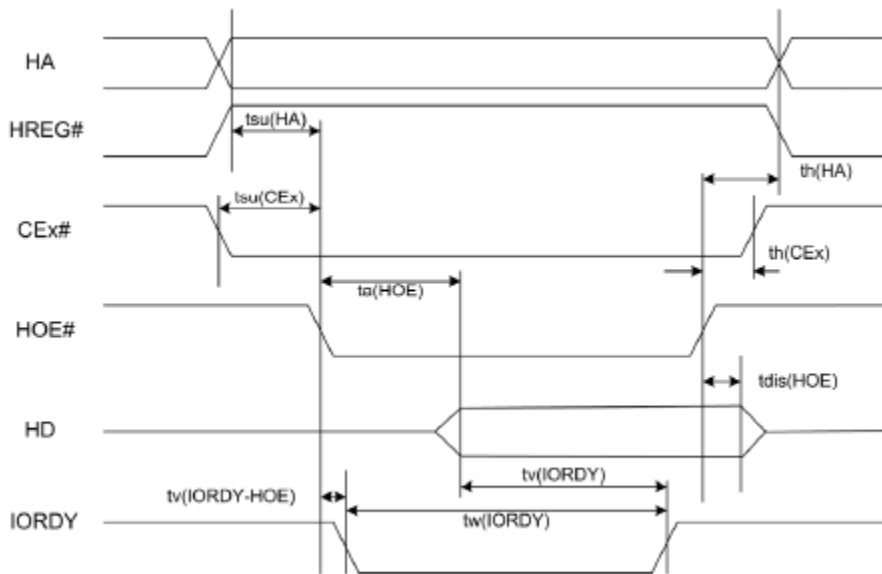 HA
HREG#
tsu(HA)
th(HA)
tsu(CEx)
CEx#
th(CEx)
ta(HOE)
HOE#
tdis(HOE)
HD
tv(IORDY)
tv(IORDY-HOE)
tw(IORDY)
IORDY